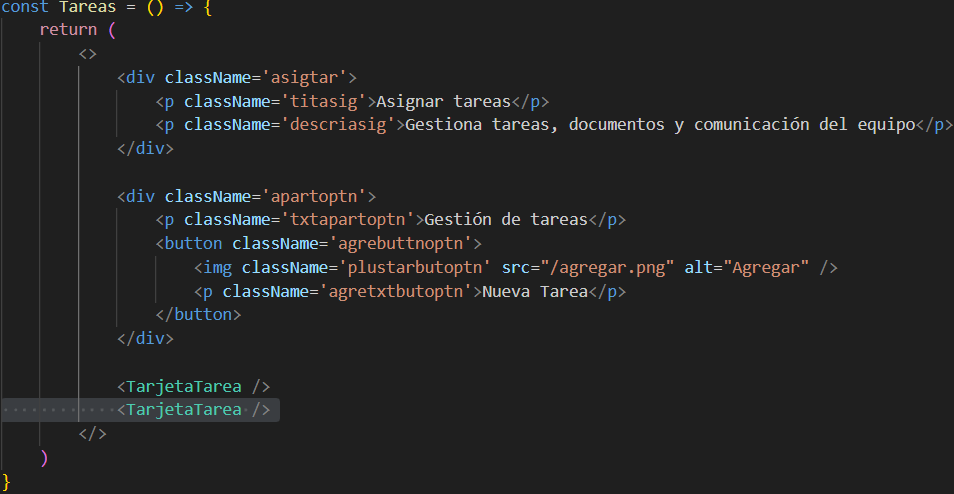 const Tareas = () => {
return (
<>
<div className='asigtar'>
<p className='titasig'>Asignar tareas</p>
<p className='descriasig'>Gestiona tareas, documentos y comunicación del equipo</p>
</div>
<div className='apartoptn'>
<p className='txtapartoptn'>Gestión de tareas</p>
<button className='agrebuttnoptn'>
<img className='plustarbutoptn' src="/agregar.png" alt="Agregar" />
<p className='agretxtbutoptn'>Nueva Tarea</p>
</button>
</div>
<TarjetaTarea />
<TarjetaTarea />
</>
)
}